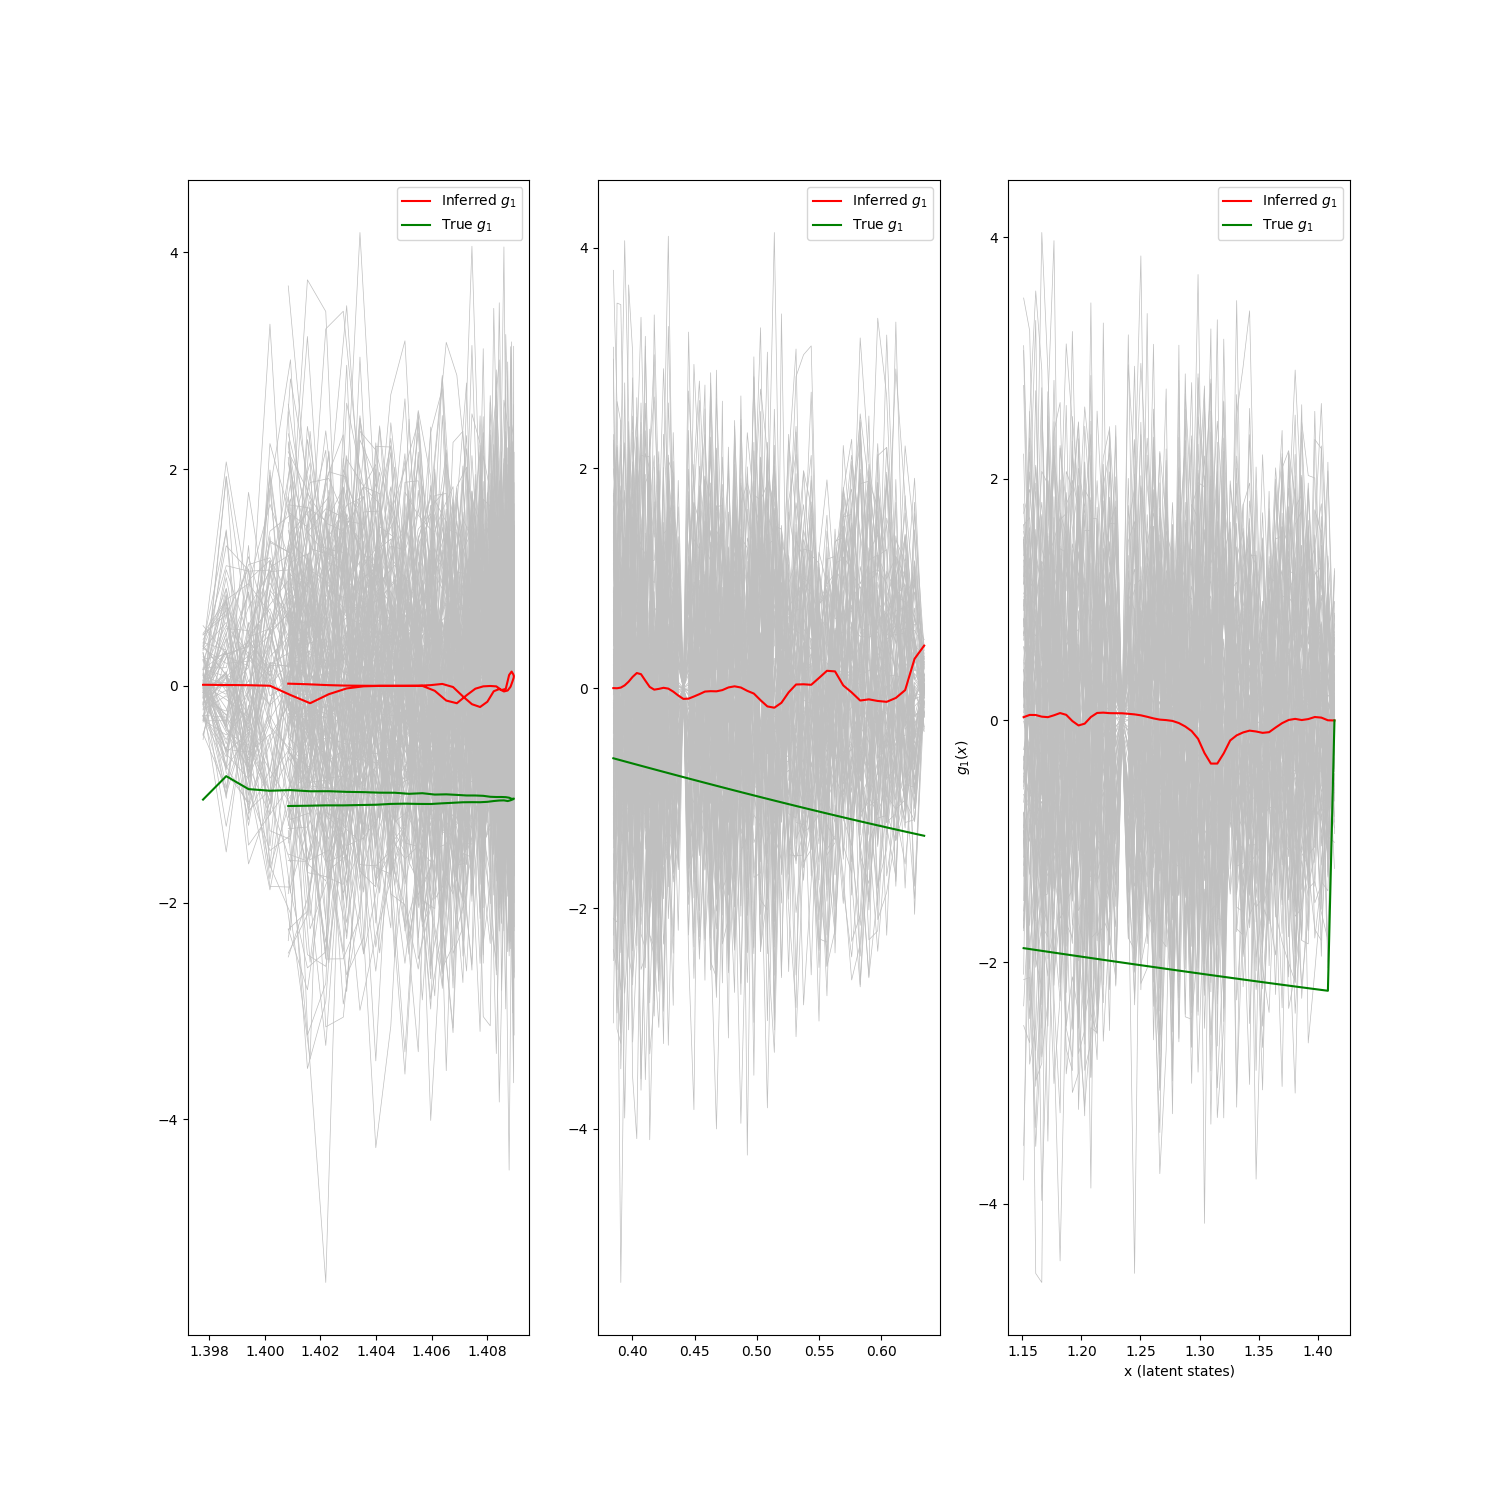 Inferred g₁
True g₁
4
2
0
−2
−4
1.398 1.400 1.402 1.404 1.406 1.408
Inferred g₁
True g₁
4
2
0
−2
−4
0.40 0.45 0.50 0.55 0.60
Inferred g₁
True g₁
g₁(x)
4
2
0
−2
−4
1.15 1.20 1.25 1.30 1.35 1.40
x (latent states)